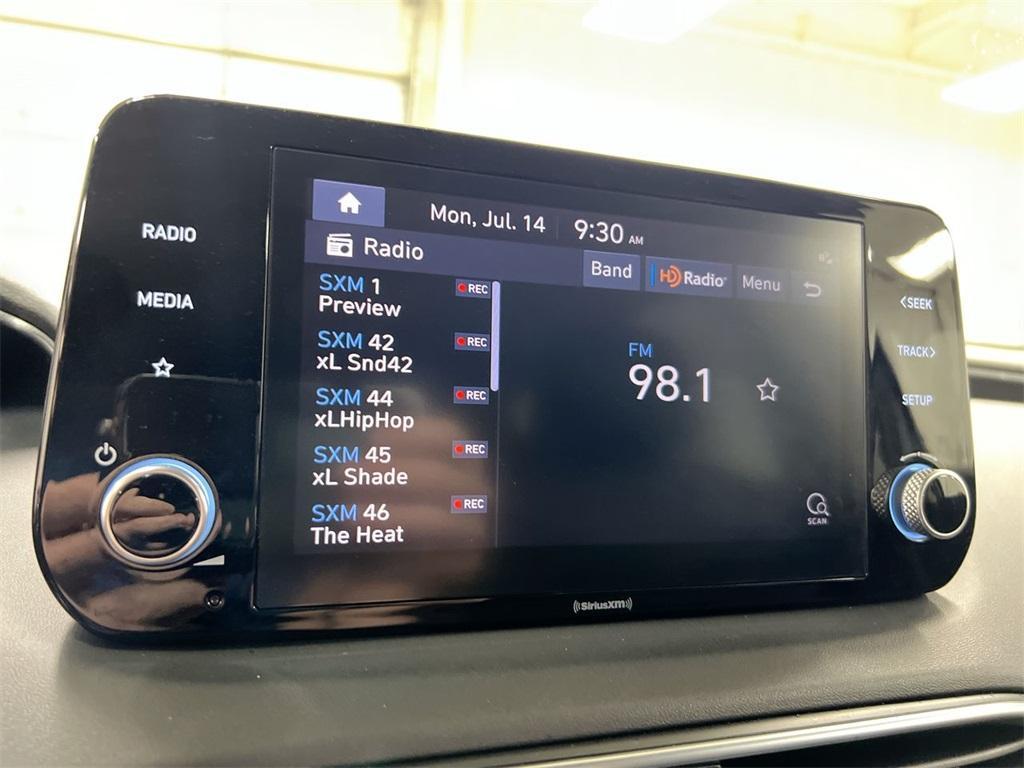 RADIO
MEDIA
Mon, Jul. 14 9:30 AM
Radio
Band HD Radio Menu
SXM 1 REC
Preview
SXM 42 REC
xL Snd42
SXM 44 REC
xLHipHop
SXM 45 REC
xL Shade
SXM 46 REC
The Heat
FM
98.1
SCAN
<SEEK
TRACK>
SETUP
((SiriusXM))